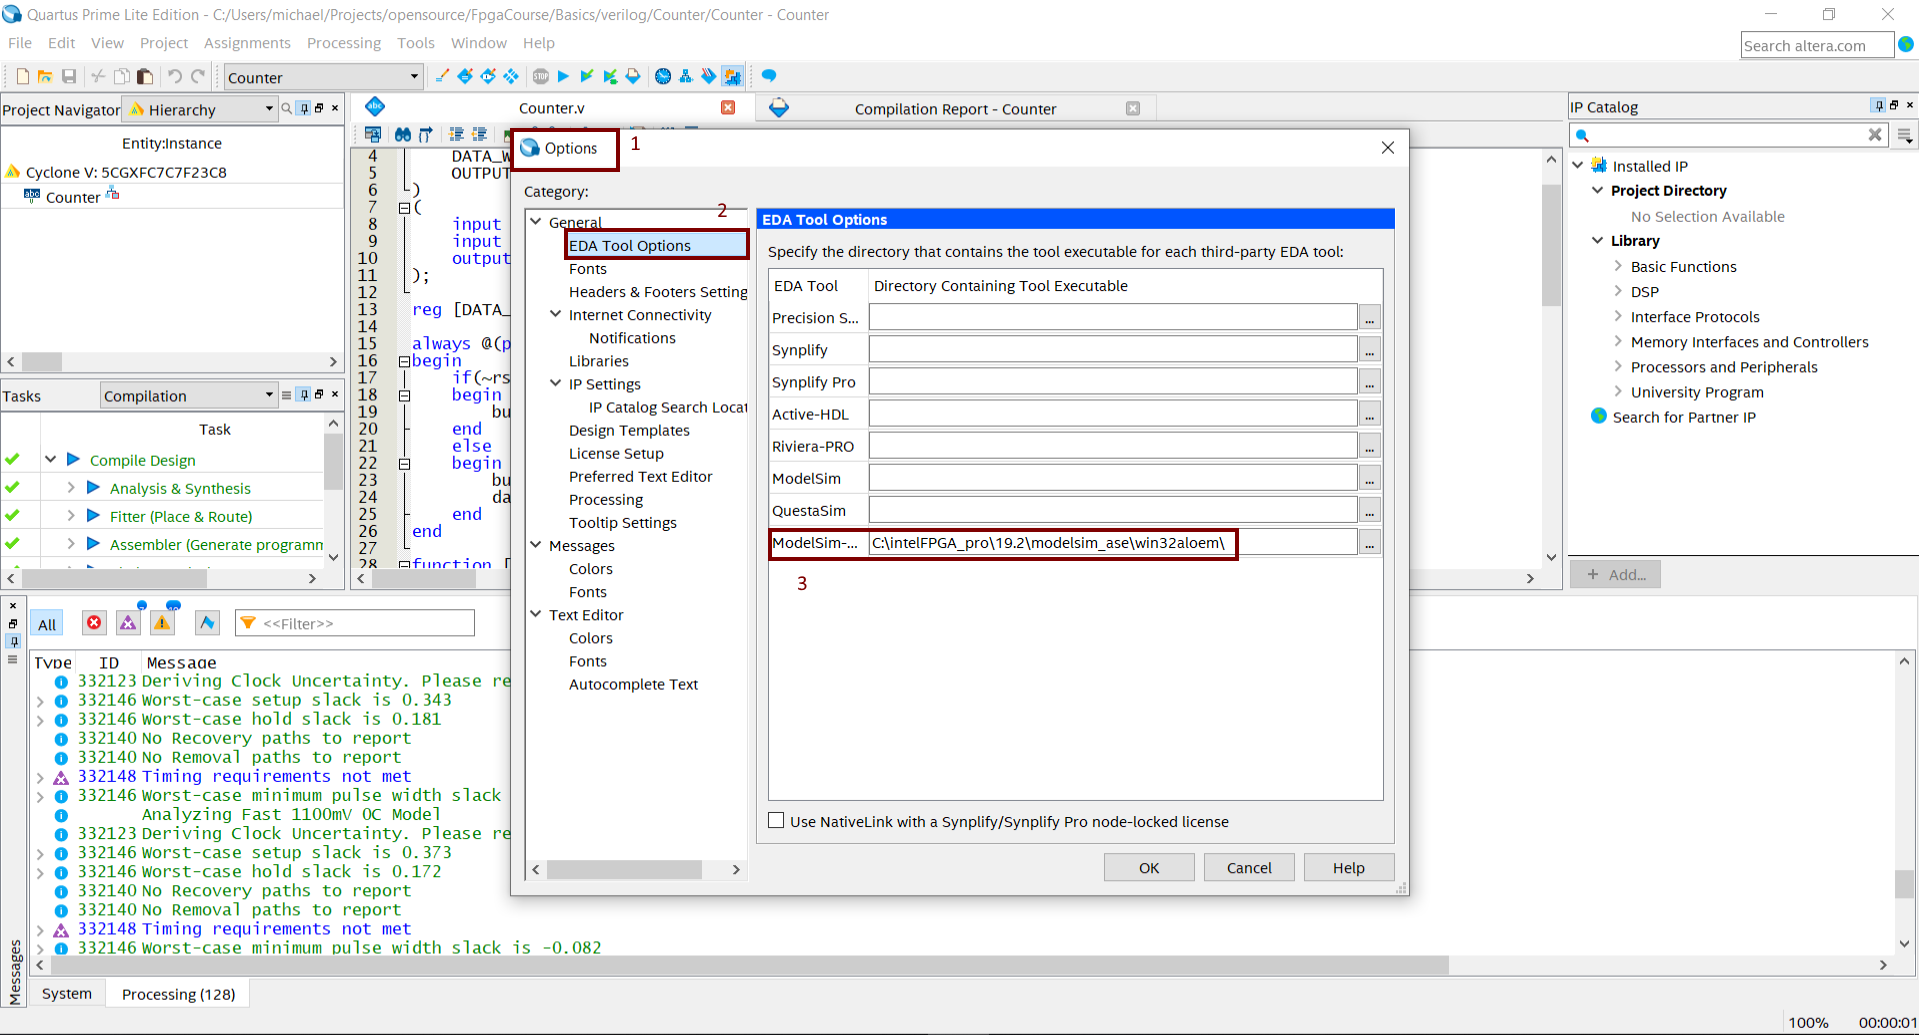 Quartus Prime Lite Edition - C:/Users/michael/Projects/opensource/FpgaCourse/Basics/verilog/Counter/Counter - Counter
File Edit View Project Assignments Processing Tools Window Help
Search altera.com
Counter
Project Navigator Hierarchy
Entity:Instance
Cyclone V: 5CGXFC7C7F23C8
Counter
Tasks Compilation
Task
Compile Design
Analysis & Synthesis
Fitter (Place & Route)
Assembler (Generate programm
Counter.v
Compilation Report - Counter
4 DATA_W
5 OUTPUT
6 )
7 (
8 input
9 input
10 output
11 );
12
13 reg [DATA_
14
15 always @(p
16 begin
17 if(~rs
18 begin
19 bu
20 end
21 else
22 begin
23 bu
24 da
25 end
26 end
27
28 function [
Options
1
Category:
2
General
EDA Tool Options
Fonts
Headers & Footers Setting
Internet Connectivity
Notifications
Libraries
IP Settings
IP Catalog Search Locat
Design Templates
License Setup
Preferred Text Editor
Processing
Tooltip Settings
Messages
Colors
Fonts
Text Editor
Colors
Fonts
Autocomplete Text
EDA Tool Options
Specify the directory that contains the tool executable for each third-party EDA tool:
EDA Tool Directory Containing Tool Executable
Precision S... ...
Synplify ...
Synplify Pro ...
Active-HDL ...
Riviera-PRO ...
ModelSim ...
QuestaSim ...
ModelSim-... C:\intelFPGA_pro\19.2\modelsim_ase\win32aloem\ ...
3
Use NativeLink with a Synplify/Synplify Pro node-locked license
OK Cancel Help
IP Catalog
Installed IP
Project Directory
No Selection Available
Library
Basic Functions
DSP
Interface Protocols
Memory Interfaces and Controllers
Processors and Peripherals
University Program
Search for Partner IP
+ Add...
All <<Filter>>
Type ID Message
332123 Deriving Clock Uncertainty. Please re
332146 Worst-case setup slack is 0.343
332146 Worst-case hold slack is 0.181
332140 No Recovery paths to report
332140 No Removal paths to report
332148 Timing requirements not met
332146 Worst-case minimum pulse width slack
Analyzing Fast 1100mV 0C Model
332123 Deriving Clock Uncertainty. Please re
332146 Worst-case setup slack is 0.373
332146 Worst-case hold slack is 0.172
332140 No Recovery paths to report
332140 No Removal paths to report
332148 Timing requirements not met
332146 Worst-case minimum pulse width slack is -0.082
Messages
System Processing (128)
100% 00:00:01